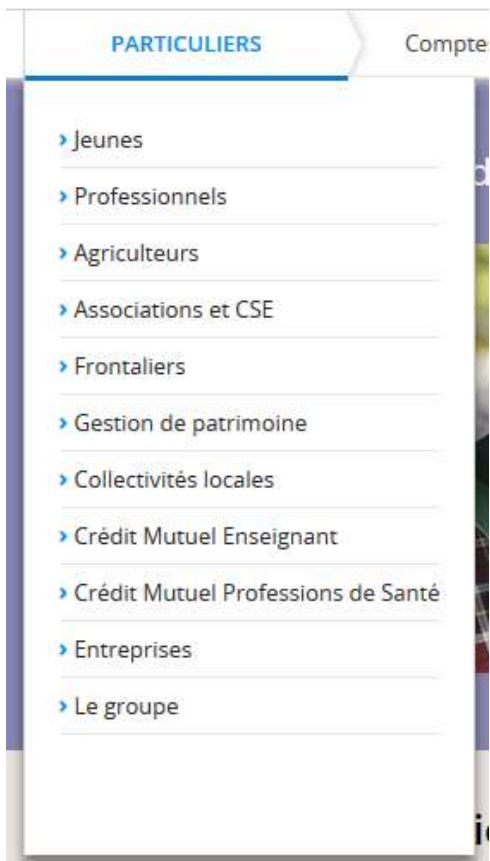 PARTICULIERS
Jeunes
Professionnels
Agriculteurs
Associations et CSE
Frontaliers
Gestion de patrimoine
Collectivités locales
Crédit Mutuel Enseignant
Crédit Mutuel Professions de Santé
Entreprises
Le groupe